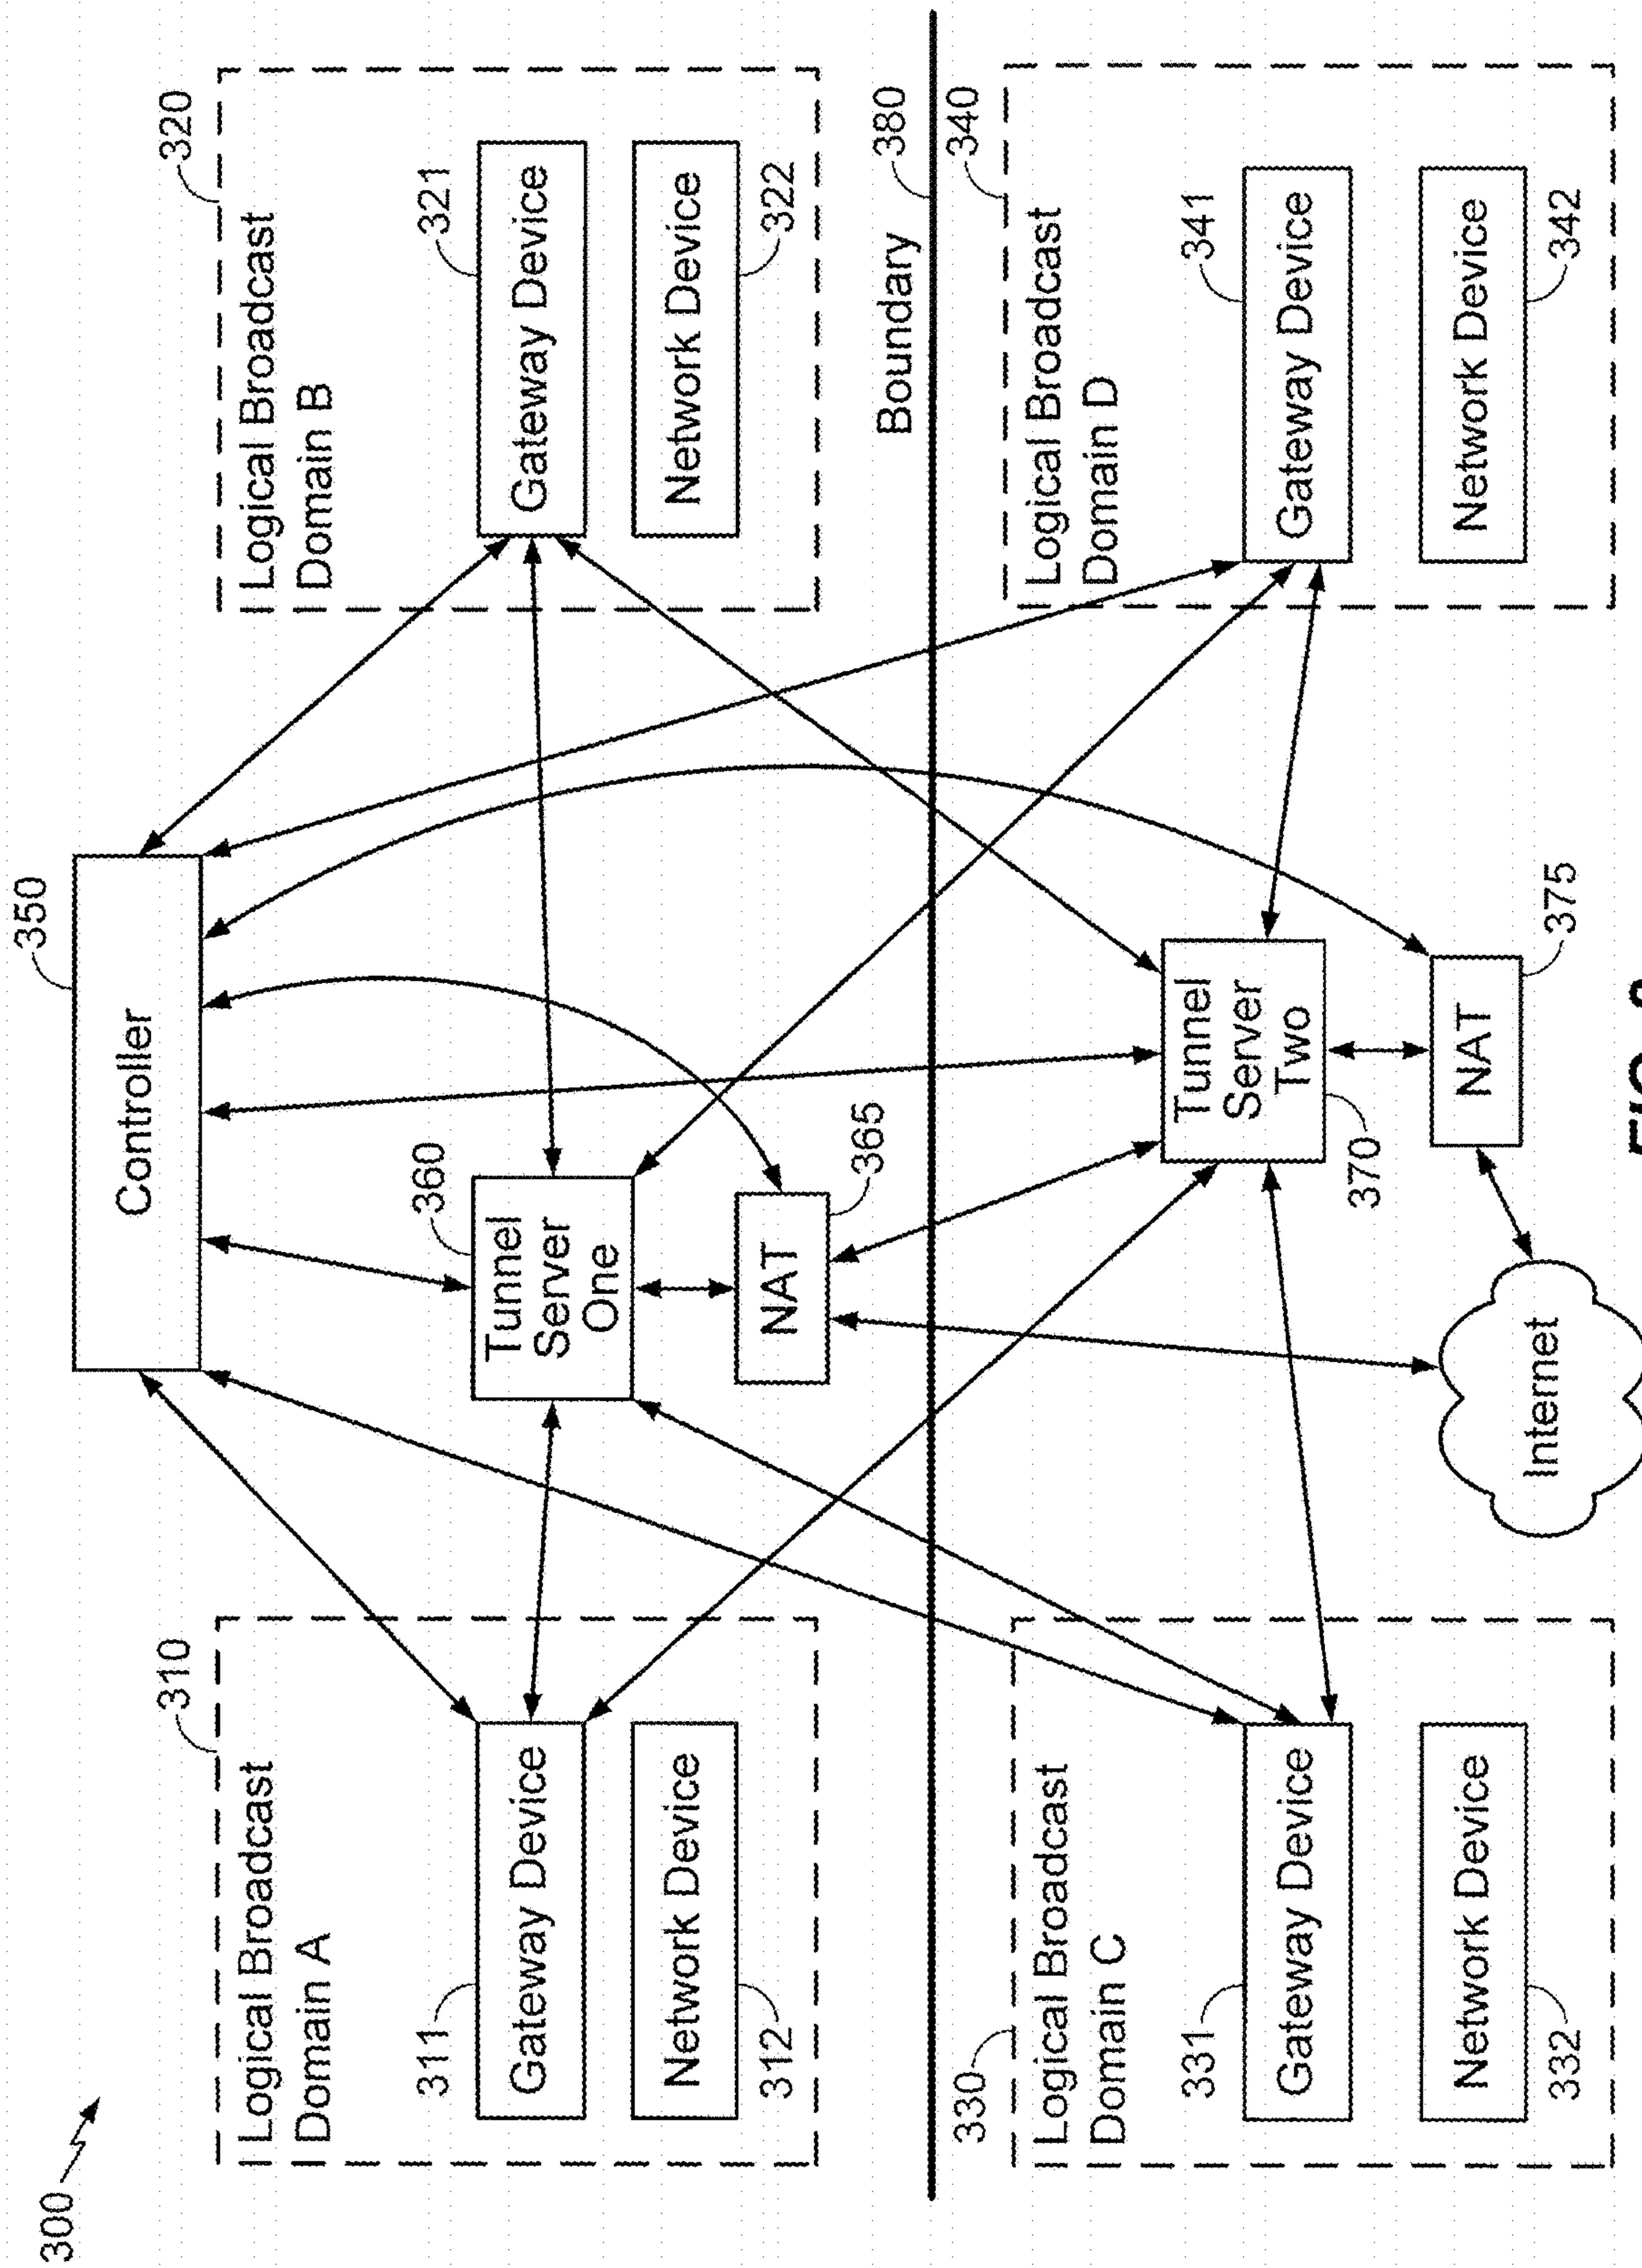 300
350
Controller
310
Logical Broadcast
Domain A
311
Gateway Device
Network Device
312
320
Logical Broadcast
Domain B
321
Gateway Device
Network Device
322
360
Tunnel
Server
One
NAT
365
Boundary
380
330
Logical Broadcast
Domain C
331
Gateway Device
Network Device
332
340
Logical Broadcast
Domain D
341
Gateway Device
Network Device
342
Tunnel
Server
Two
370
NAT
375
Internet